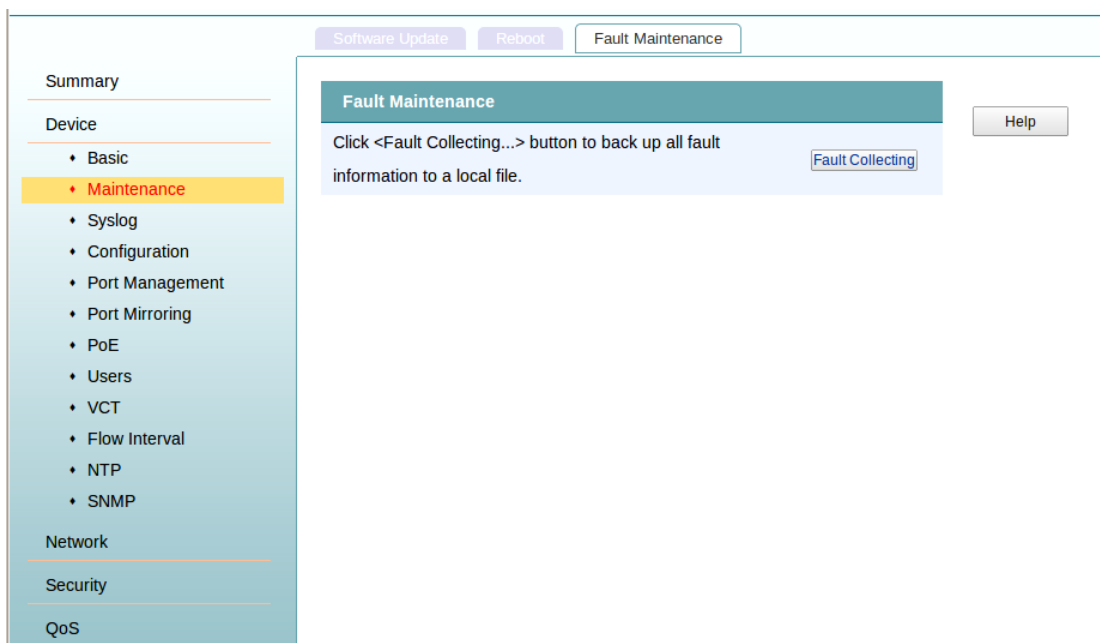 Software Update Reboot Fault Maintenance
Summary
Device
Basic
Maintenance
Syslog
Configuration
Port Management
Port Mirroring
PoE
Users
VCT
Flow Interval
NTP
SNMP
Network
Security
QoS
Fault Maintenance
Click <Fault Collecting...> button to back up all fault
information to a local file.
Fault Collecting
Help